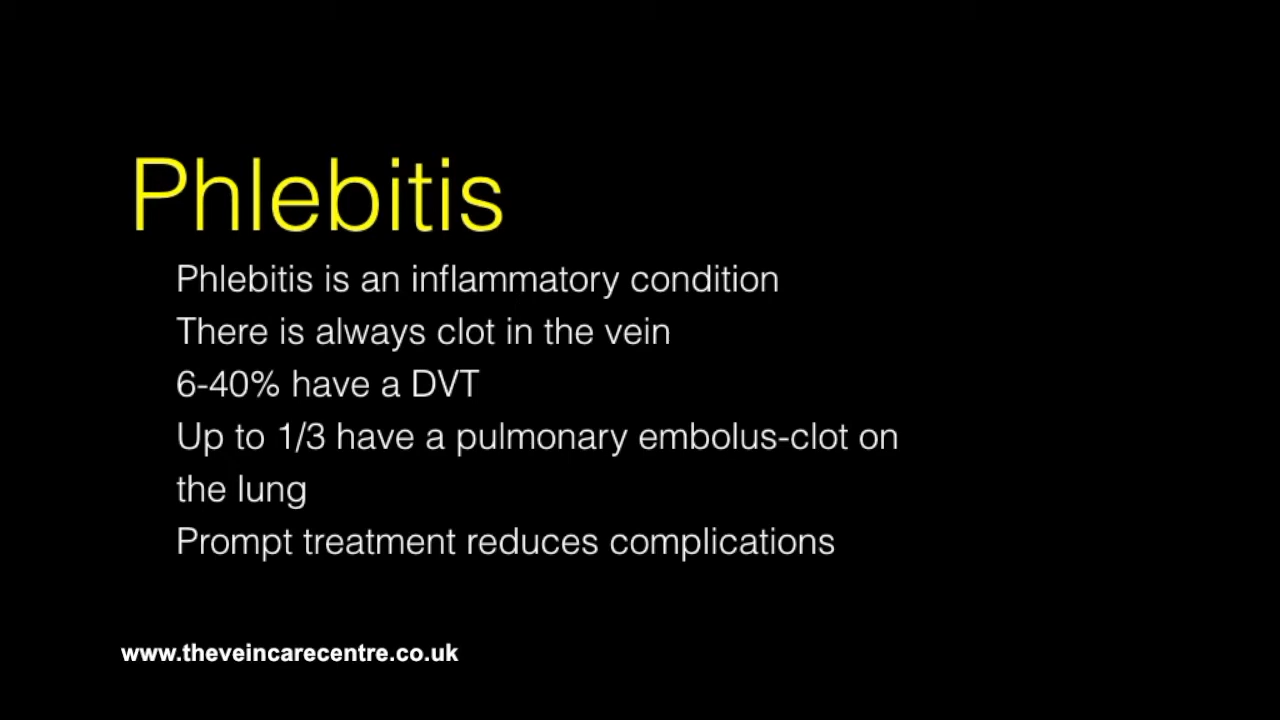 Phlebitis
Phlebitis is an inflammatory condition
There is always clot in the vein
6-40% have a DVT
Up to 1/3 have a pulmonary embolus-clot on
the lung
Prompt treatment reduces complications
www.theveincarecentre.co.uk